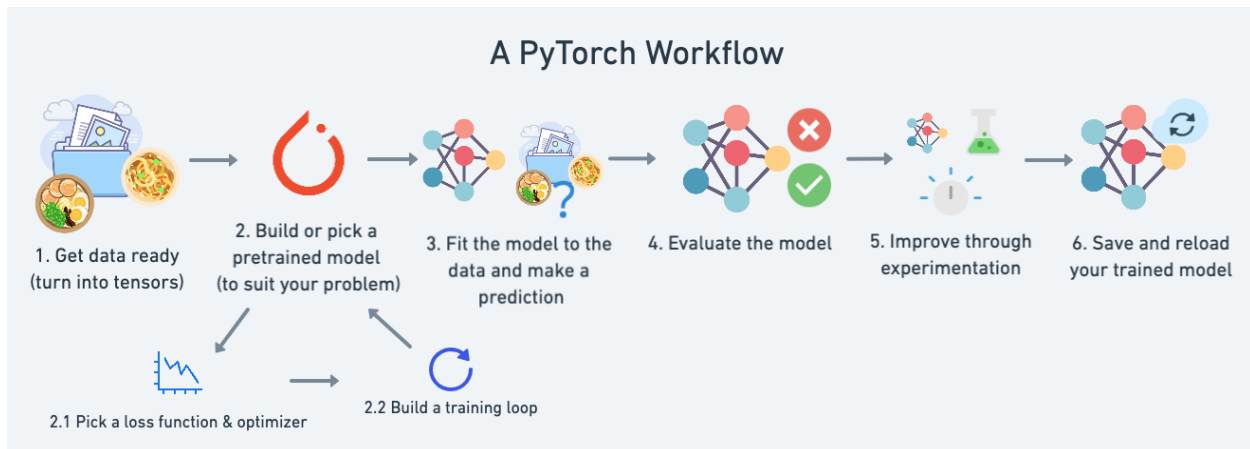 A PyTorch Workflow
1. Get data ready
(turn into tensors)
2. Build or pick a
pretrained model
(to suit your problem)
3. Fit the model to the
data and make a
prediction
4. Evaluate the model
5. Improve through
experimentation
6. Save and reload
your trained model
2.1 Pick a loss function & optimizer
2.2 Build a training loop